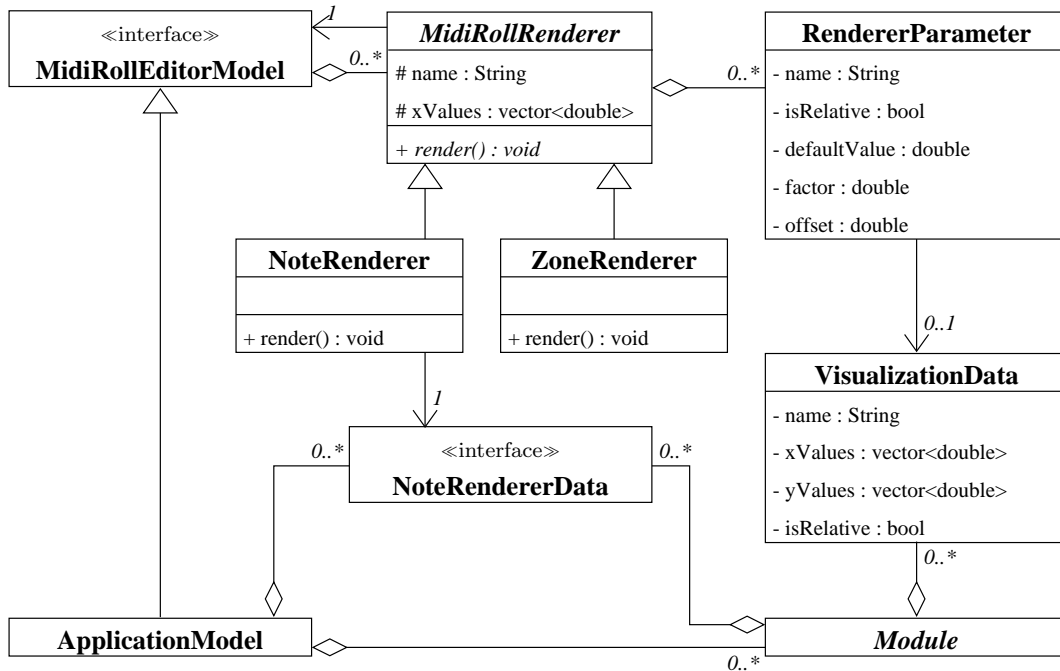 ≪interface≫
MidiRollEditorModel
1
0..*
MidiRollRenderer
# name : String
# xValues : vector<double>
+ render() : void
0..*
RendererParameter
- name : String
- isRelative : bool
- defaultValue : double
- factor : double
- offset : double
NoteRenderer
+ render() : void
ZoneRenderer
+ render() : void
0..1
VisualizationData
- name : String
- xValues : vector<double>
- yValues : vector<double>
- isRelative : bool
1
0..*
≪interface≫
NoteRendererData
0..*
0..*
ApplicationModel
0..*
Module